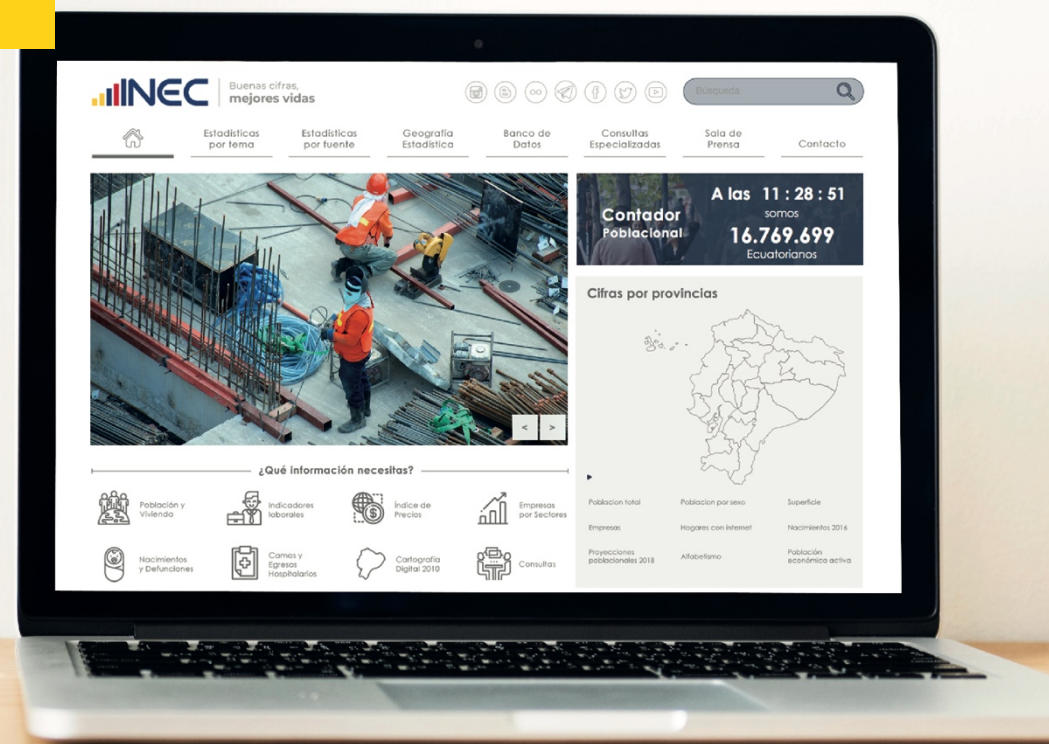 INEC
Buenas cifras,
mejores vidas
Búsqueda
Estadísticas
por tema
Estadísticas
por fuente
Geografía
Estadística
Banco de
Datos
Consultas
Especializadas
Sala de
Prensa
Contacto
Contador
Poblacional
A las 11 : 28 : 51
somos
16.769.699
Ecuatorianos
< >
Cifras por provincias
¿Qué información necesitas?
Población y
Vivienda
Indicadores
laborales
Índice de
Precios
Empresas
por Sectores
Nacimientos
y Defunciones
Camas y
Egresos
Hospitalarios
Cartografía
Digital 2010
Consultas
Poblacion total
Poblacion por sexo
Superficie
Empresas
Hogares con internet
Nacimientos 2016
Proyecciones
poblacionales 2018
Alfabetismo
Población
económica activa